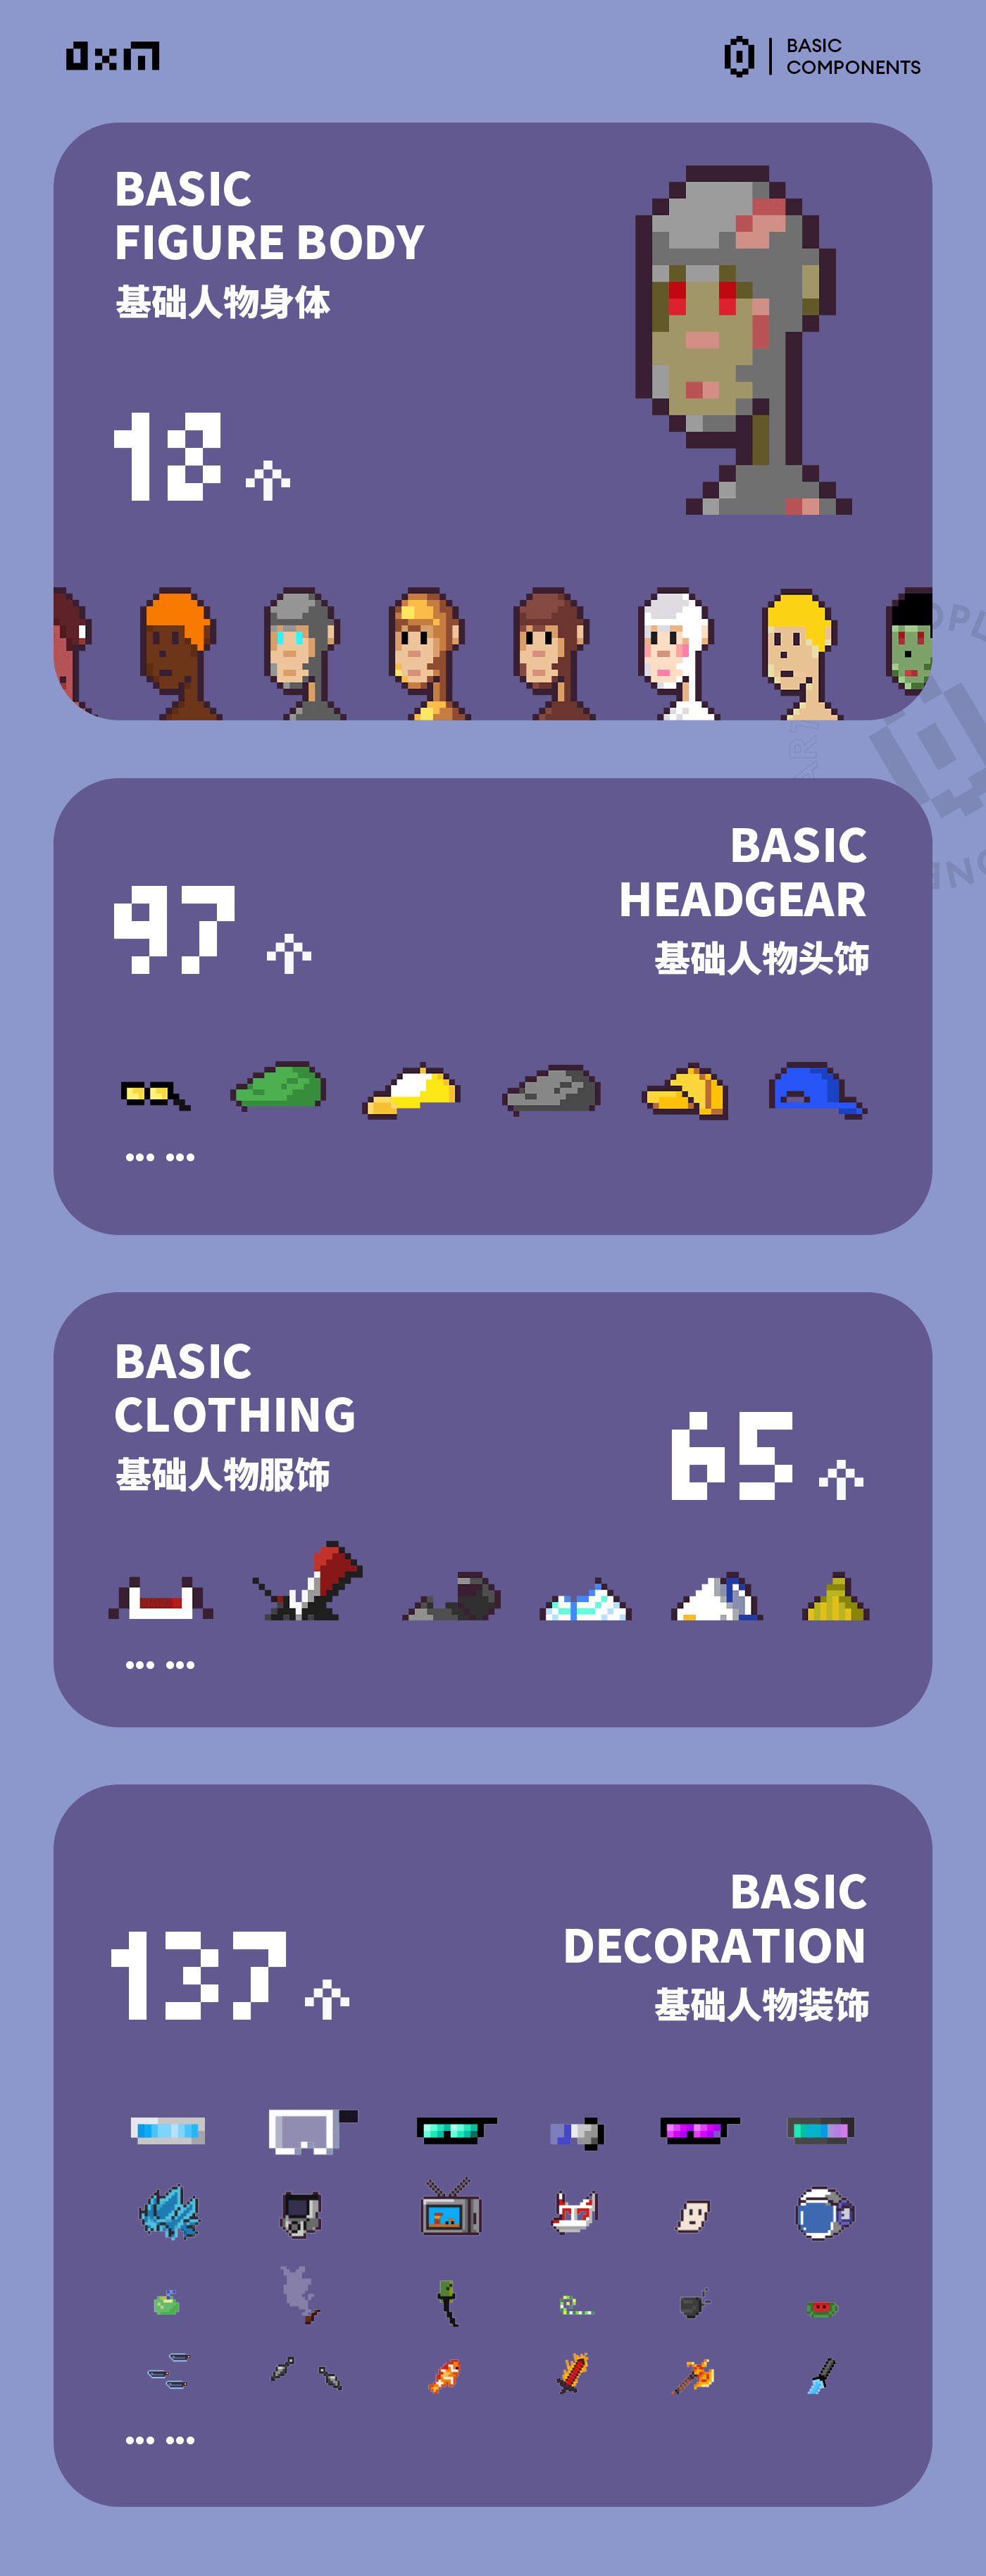 0xM
BASIC
COMPONENTS
BASIC
FIGURE BODY
基础人物身体
18 个
ART
BASIC
HEADGEAR
基础人物头饰
97 个
... ...
BASIC
CLOTHING
基础人物服饰
65 个
... ...
BASIC
DECORATION
基础人物装饰
137 个
... ...